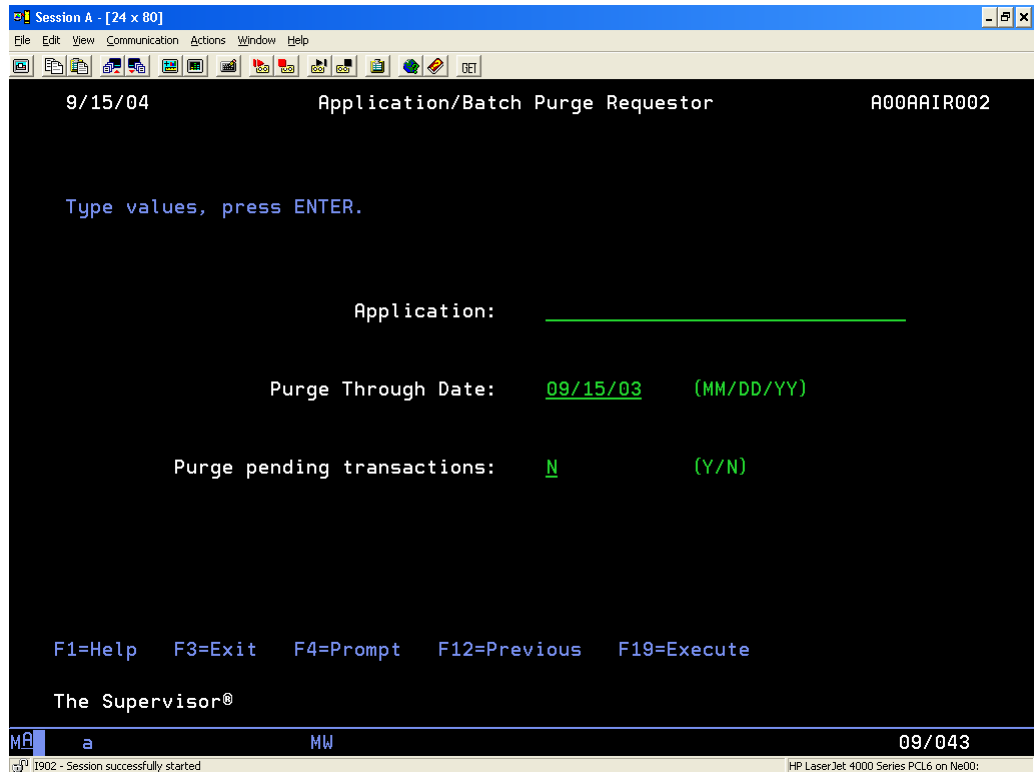 Session A - [24 x 80]
File Edit View Communication Actions Window Help
GET
9/15/04 Application/Batch Purge Requestor A00AAIR002
Type values, press ENTER.
Application:
Purge Through Date: 09/15/03 (MM/DD/YY)
Purge pending transactions: N (Y/N)
F1=Help F3=Exit F4=Prompt F12=Previous F19=Execute
The Supervisor®
MA a MW 09/043
I902 - Session successfully started HP LaserJet 4000 Series PCL6 on Ne00: